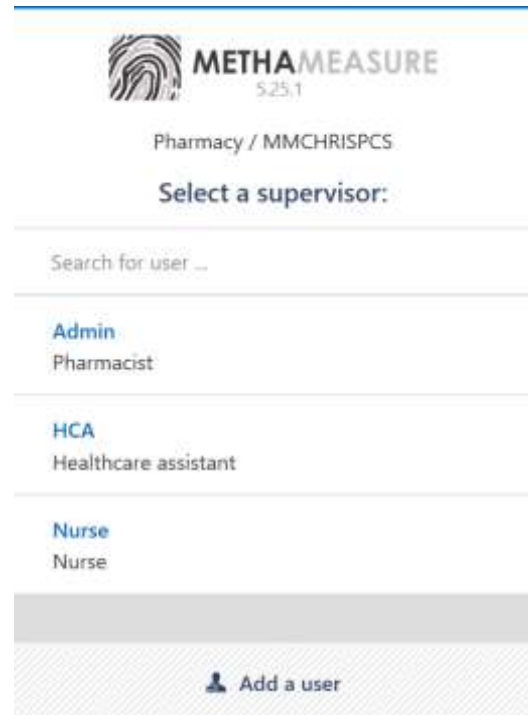 METHAMEASURE
5.25.1
Pharmacy / MMCHRISPCS
Select a supervisor:
Search for user ...
Admin
Pharmacist
HCA
Healthcare assistant
Nurse
Nurse
Add a user